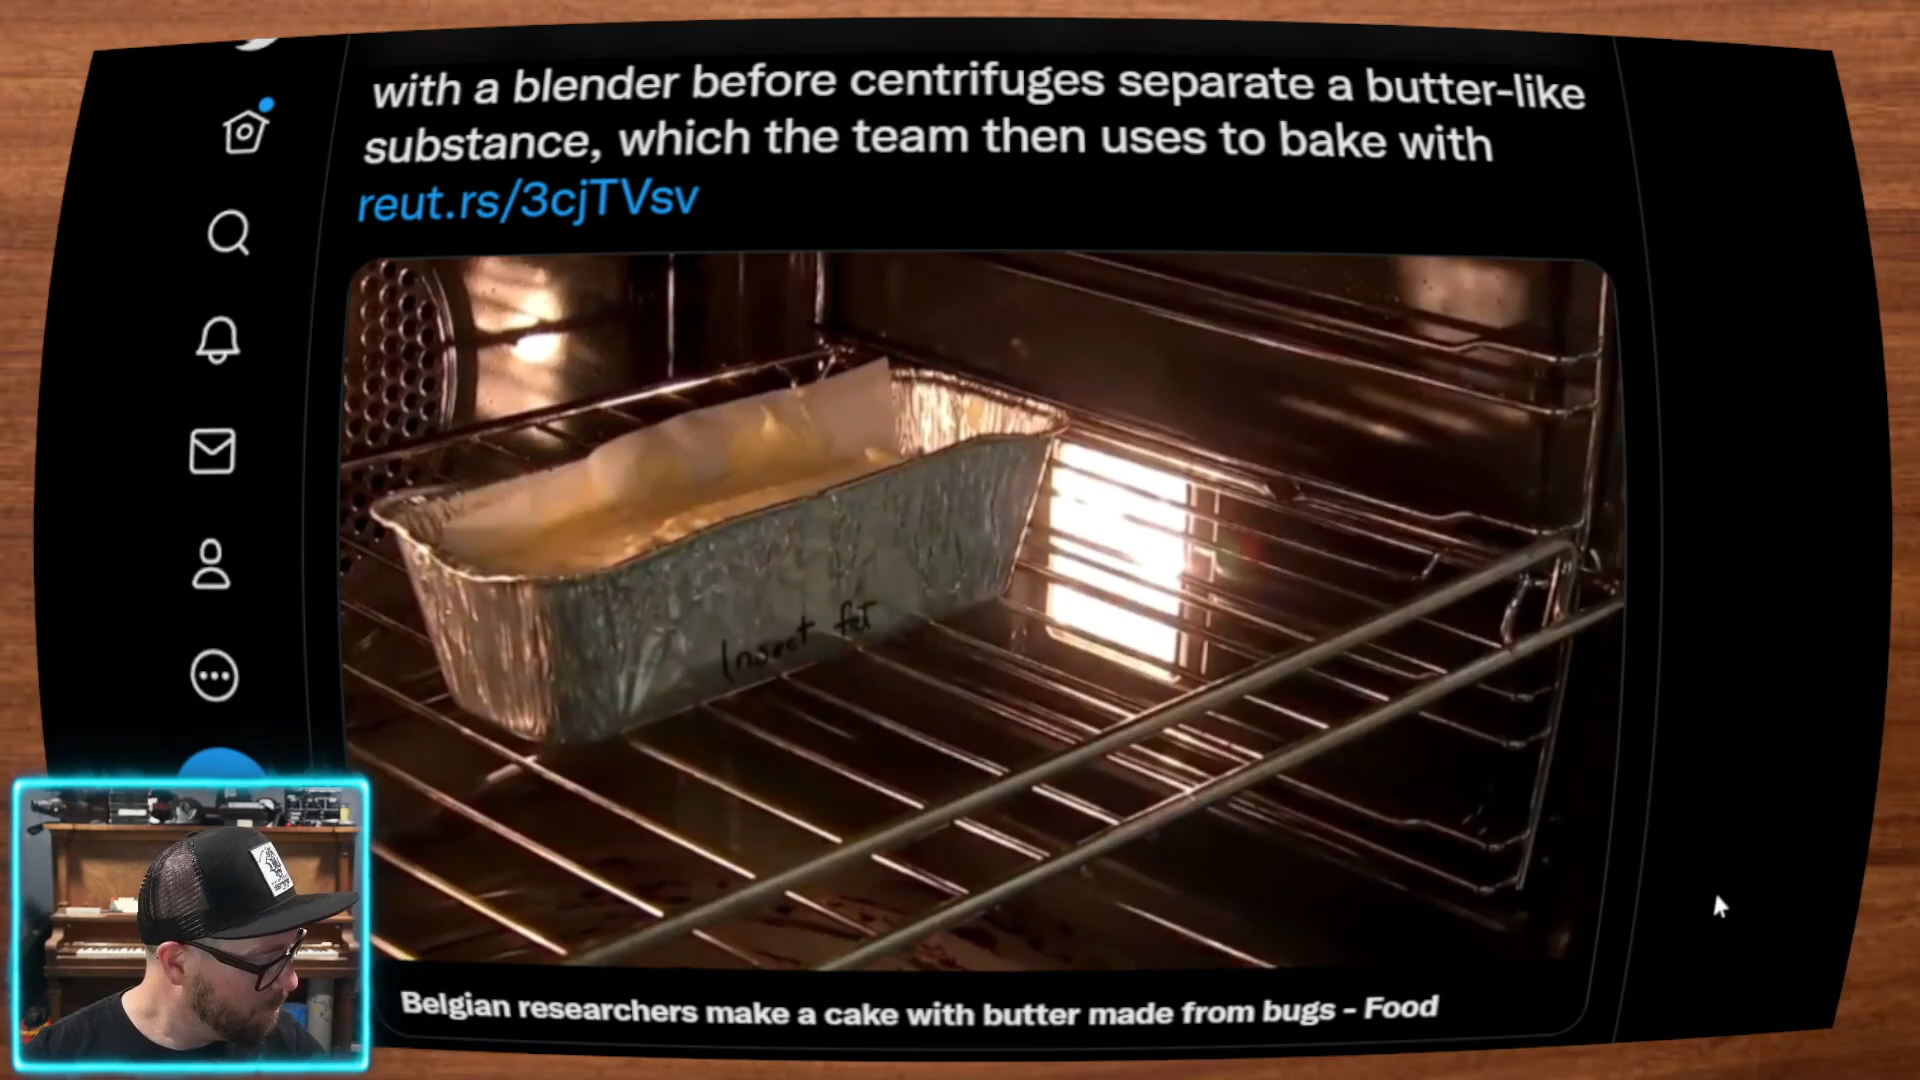 with a blender before centrifuges separate a butter-like
substance, which the team then uses to bake with
reut.rs/3cjTVsv
Insect fat
Belgian researchers make a cake with butter made from bugs - Food